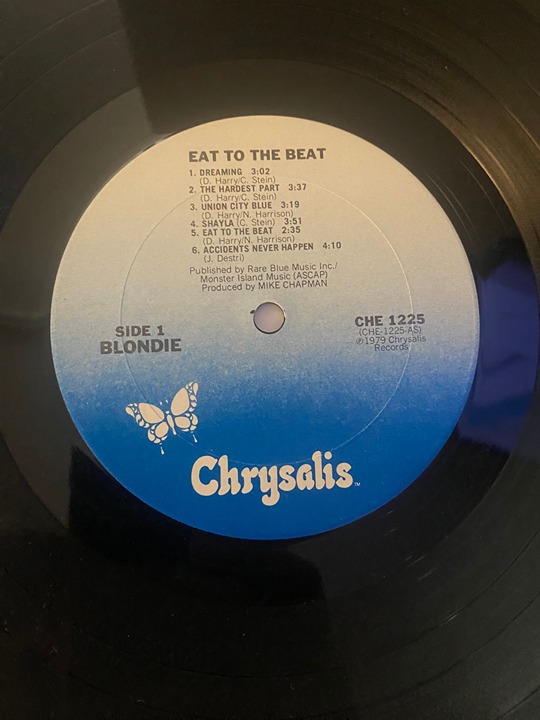 EAT TO THE BEAT
1. DREAMING 3:02
(D. Harry/C. Stein)
2. THE HARDEST PART 3:37
(D. Harry/C. Stein)
3. UNION CITY BLUE 3:19
(D. Harry/N. Harrison)
4. SHAYLA (C. Stein) 3:51
5. EAT TO THE BEAT 2:35
(D. Harry/N. Harrison)
6. ACCIDENTS NEVER HAPPEN 4:10
(J. Destri)
Published by Rare Blue Music Inc./
Monster Island Music (ASCAP)
Produced by MIKE CHAPMAN
SIDE 1
BLONDIE
CHE 1225
(CHE-1225-AS)
℗1979 Chrysalis
Records
Chrysalis™